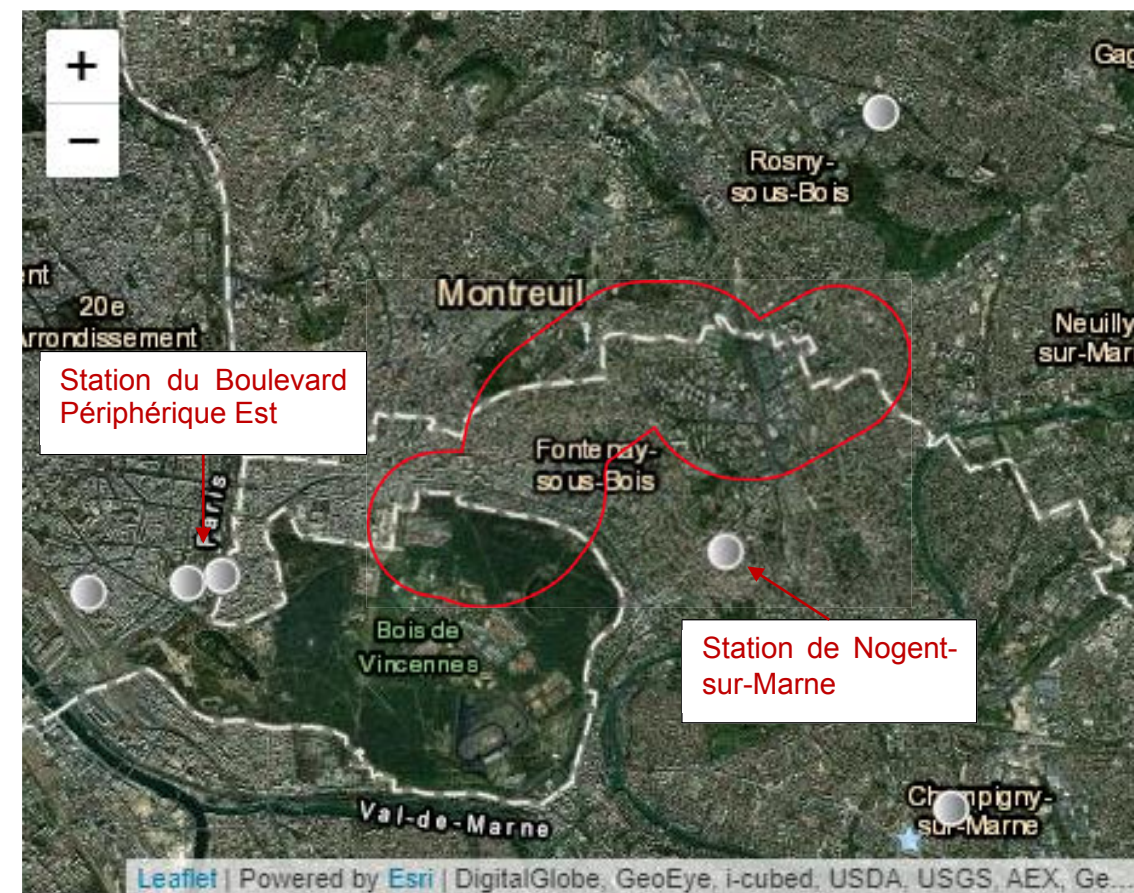 +
−
Gag
Rosny-
sous-Bois
ent
20e
Arrondissement
Montreuil
Neuilly
sur-Mar
Station du Boulevard
Périphérique Est
Fontenay-
sous-Bois
Paris
Bois de
Vincennes
Station de Nogent-
sur-Marne
Val-de-Marne
Champigny-
sur-Marne
Leaflet | Powered by Esri | DigitalGlobe, GeoEye, i-cubed, USDA, USGS, AEX, Ge...